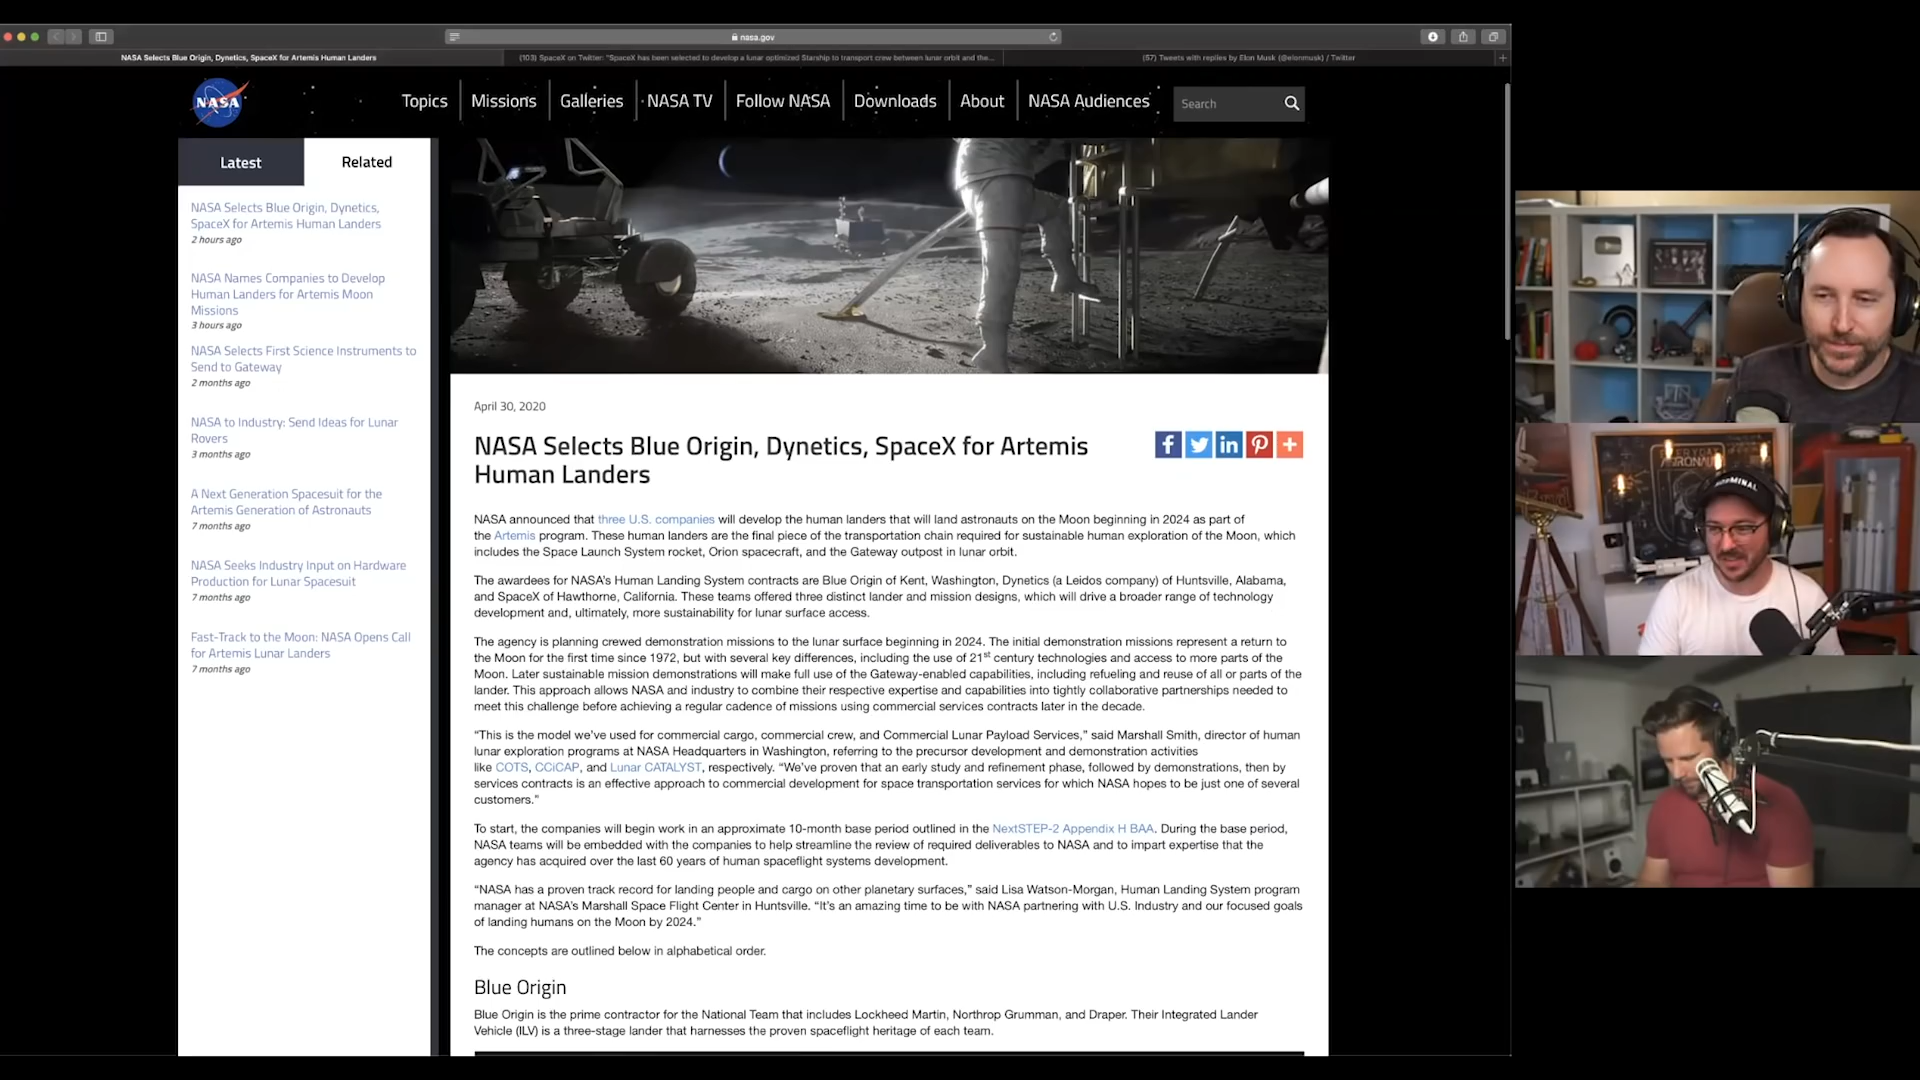 nasa.gov
NASA Selects Blue Origin, Dynetics, SpaceX for Artemis Human Landers
(103) SpaceX on Twitter: "SpaceX has been selected to develop a lunar optimized Starship to transport crew between lunar orbit and the...
(57) Tweets with replies by Elon Musk (@elonmusk) / Twitter
NASA
Topics
Missions
Galleries
NASA TV
Follow NASA
Downloads
About
NASA Audiences
Search
Latest
Related
NASA Selects Blue Origin, Dynetics,
SpaceX for Artemis Human Landers
2 hours ago
NASA Names Companies to Develop
Human Landers for Artemis Moon
Missions
3 hours ago
NASA Selects First Science Instruments to
Send to Gateway
2 months ago
NASA to Industry: Send Ideas for Lunar
Rovers
3 months ago
A Next Generation Spacesuit for the
Artemis Generation of Astronauts
7 months ago
NASA Seeks Industry Input on Hardware
Production for Lunar Spacesuit
7 months ago
Fast-Track to the Moon: NASA Opens Call
for Artemis Lunar Landers
7 months ago
April 30, 2020
NASA Selects Blue Origin, Dynetics, SpaceX for Artemis
Human Landers
NASA announced that three U.S. companies will develop the human landers that will land astronauts on the Moon beginning in 2024 as part of
the Artemis program. These human landers are the final piece of the transportation chain required for sustainable human exploration of the Moon, which
includes the Space Launch System rocket, Orion spacecraft, and the Gateway outpost in lunar orbit.
The awardees for NASA's Human Landing System contracts are Blue Origin of Kent, Washington, Dynetics (a Leidos company) of Huntsville, Alabama,
and SpaceX of Hawthorne, California. These teams offered three distinct lander and mission designs, which will drive a broader range of technology
development and, ultimately, more sustainability for lunar surface access.
The agency is planning crewed demonstration missions to the lunar surface beginning in 2024. The initial demonstration missions represent a return to
the Moon for the first time since 1972, but with several key differences, including the use of 21st century technologies and access to more parts of the
Moon. Later sustainable mission demonstrations will make full use of the Gateway-enabled capabilities, including refueling and reuse of all or parts of the
lander. This approach allows NASA and industry to combine their respective expertise and capabilities into tightly collaborative partnerships needed to
meet this challenge before achieving a regular cadence of missions using commercial services contracts later in the decade.
“This is the model we've used for commercial cargo, commercial crew, and Commercial Lunar Payload Services,” said Marshall Smith, director of human
lunar exploration programs at NASA Headquarters in Washington, referring to the precursor development and demonstration activities
like COTS, CCiCAP, and Lunar CATALYST, respectively. “We've proven that an early study and refinement phase, followed by demonstrations, then by
services contracts is an effective approach to commercial development for space transportation services for which NASA hopes to be just one of several
customers.”
To start, the companies will begin work in an approximate 10-month base period outlined in the NextSTEP-2 Appendix H BAA. During the base period,
NASA teams will be embedded with the companies to help streamline the review of required deliverables to NASA and to impart expertise that the
agency has acquired over the last 60 years of human spaceflight systems development.
“NASA has a proven track record for landing people and cargo on other planetary surfaces,” said Lisa Watson-Morgan, Human Landing System program
manager at NASA's Marshall Space Flight Center in Huntsville. “It's an amazing time to be with NASA partnering with U.S. Industry and our focused goals
of landing humans on the Moon by 2024.”
The concepts are outlined below in alphabetical order.
Blue Origin
Blue Origin is the prime contractor for the National Team that includes Lockheed Martin, Northrop Grumman, and Draper. Their Integrated Lander
Vehicle (ILV) is a three-stage lander that harnesses the proven spaceflight heritage of each team.